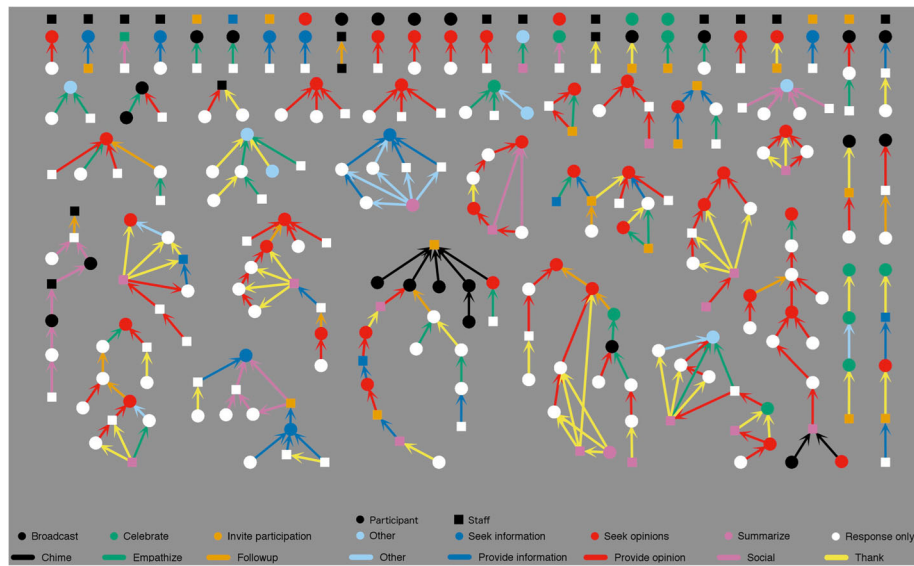 Participant Staff
Broadcast Celebrate Invite participation Other Seek information Seek opinions Summarize Response only
Chime Empathize Followup Other Provide information Provide opinion Social Thank